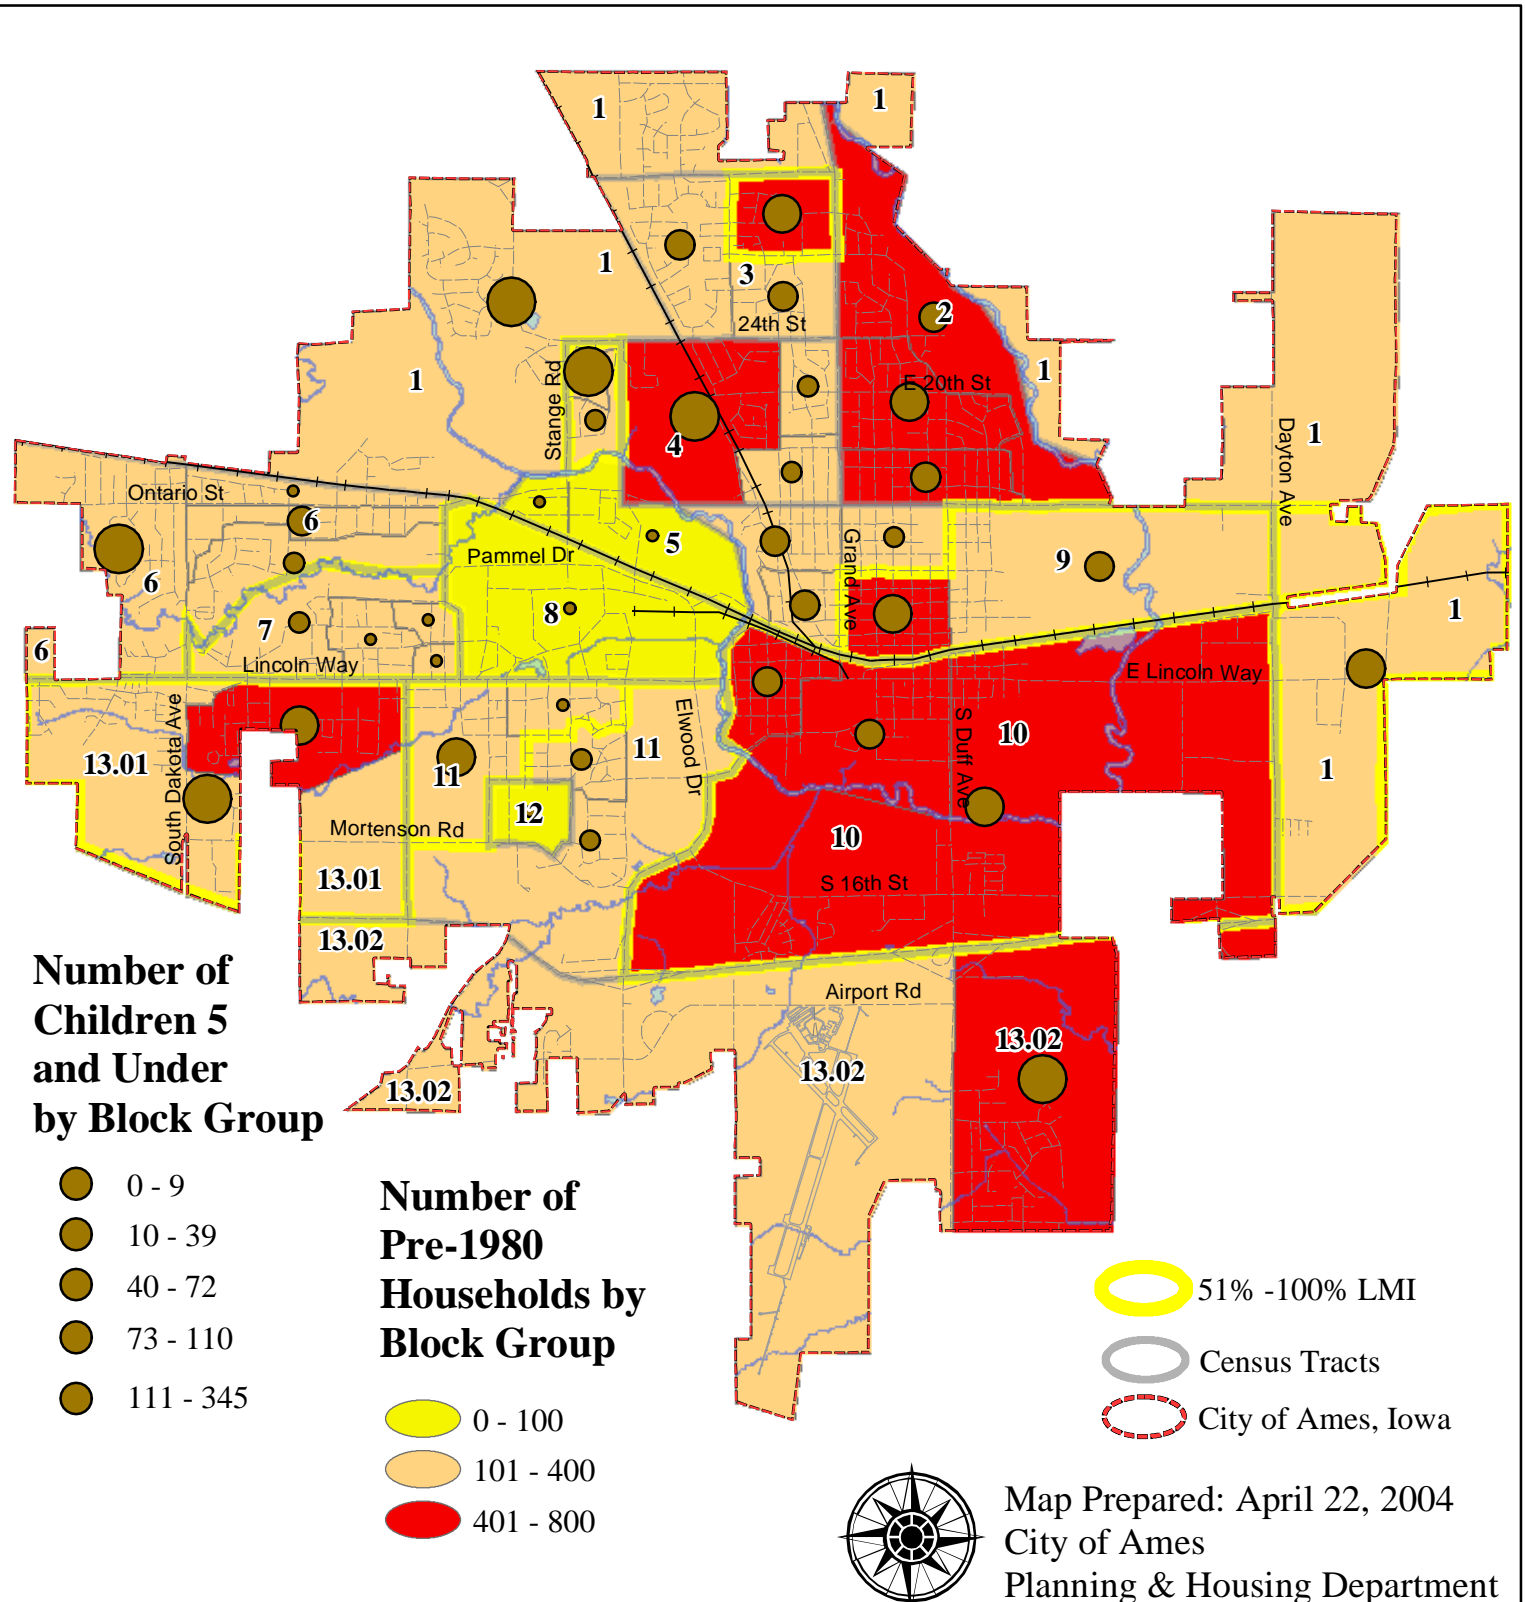 1
1
1
3
24th St
2
1
1
Stange Rd
E 20th St
4
Dayton Ave
1
Ontario St
6
5
Pammel Dr
Grand Ave
9
6
8
7
1
6
Lincoln Way
E Lincoln Way
South Dakota Ave
13.01
11
11
Elwood Dr
S Duff Ave
10
1
12
Mortenson Rd
10
13.01
S 16th St
13.02
Airport Rd
13.02
13.02
13.02
Number of
Children 5
and Under
by Block Group
0 - 9
10 - 39
40 - 72
73 - 110
111 - 345
Number of
Pre-1980
Households by
Block Group
0 - 100
101 - 400
401 - 800
51% -100% LMI
Census Tracts
City of Ames, Iowa
Map Prepared: April 22, 2004
City of Ames
Planning & Housing Department